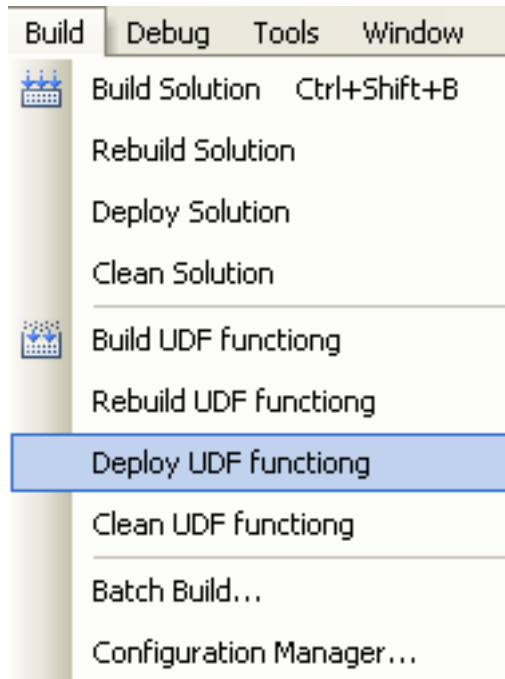 Build Debug Tools Window
Build Solution Ctrl+Shift+B
Rebuild Solution
Deploy Solution
Clean Solution
Build UDF functiong
Rebuild UDF functiong
Deploy UDF functiong
Clean UDF functiong
Batch Build...
Configuration Manager...